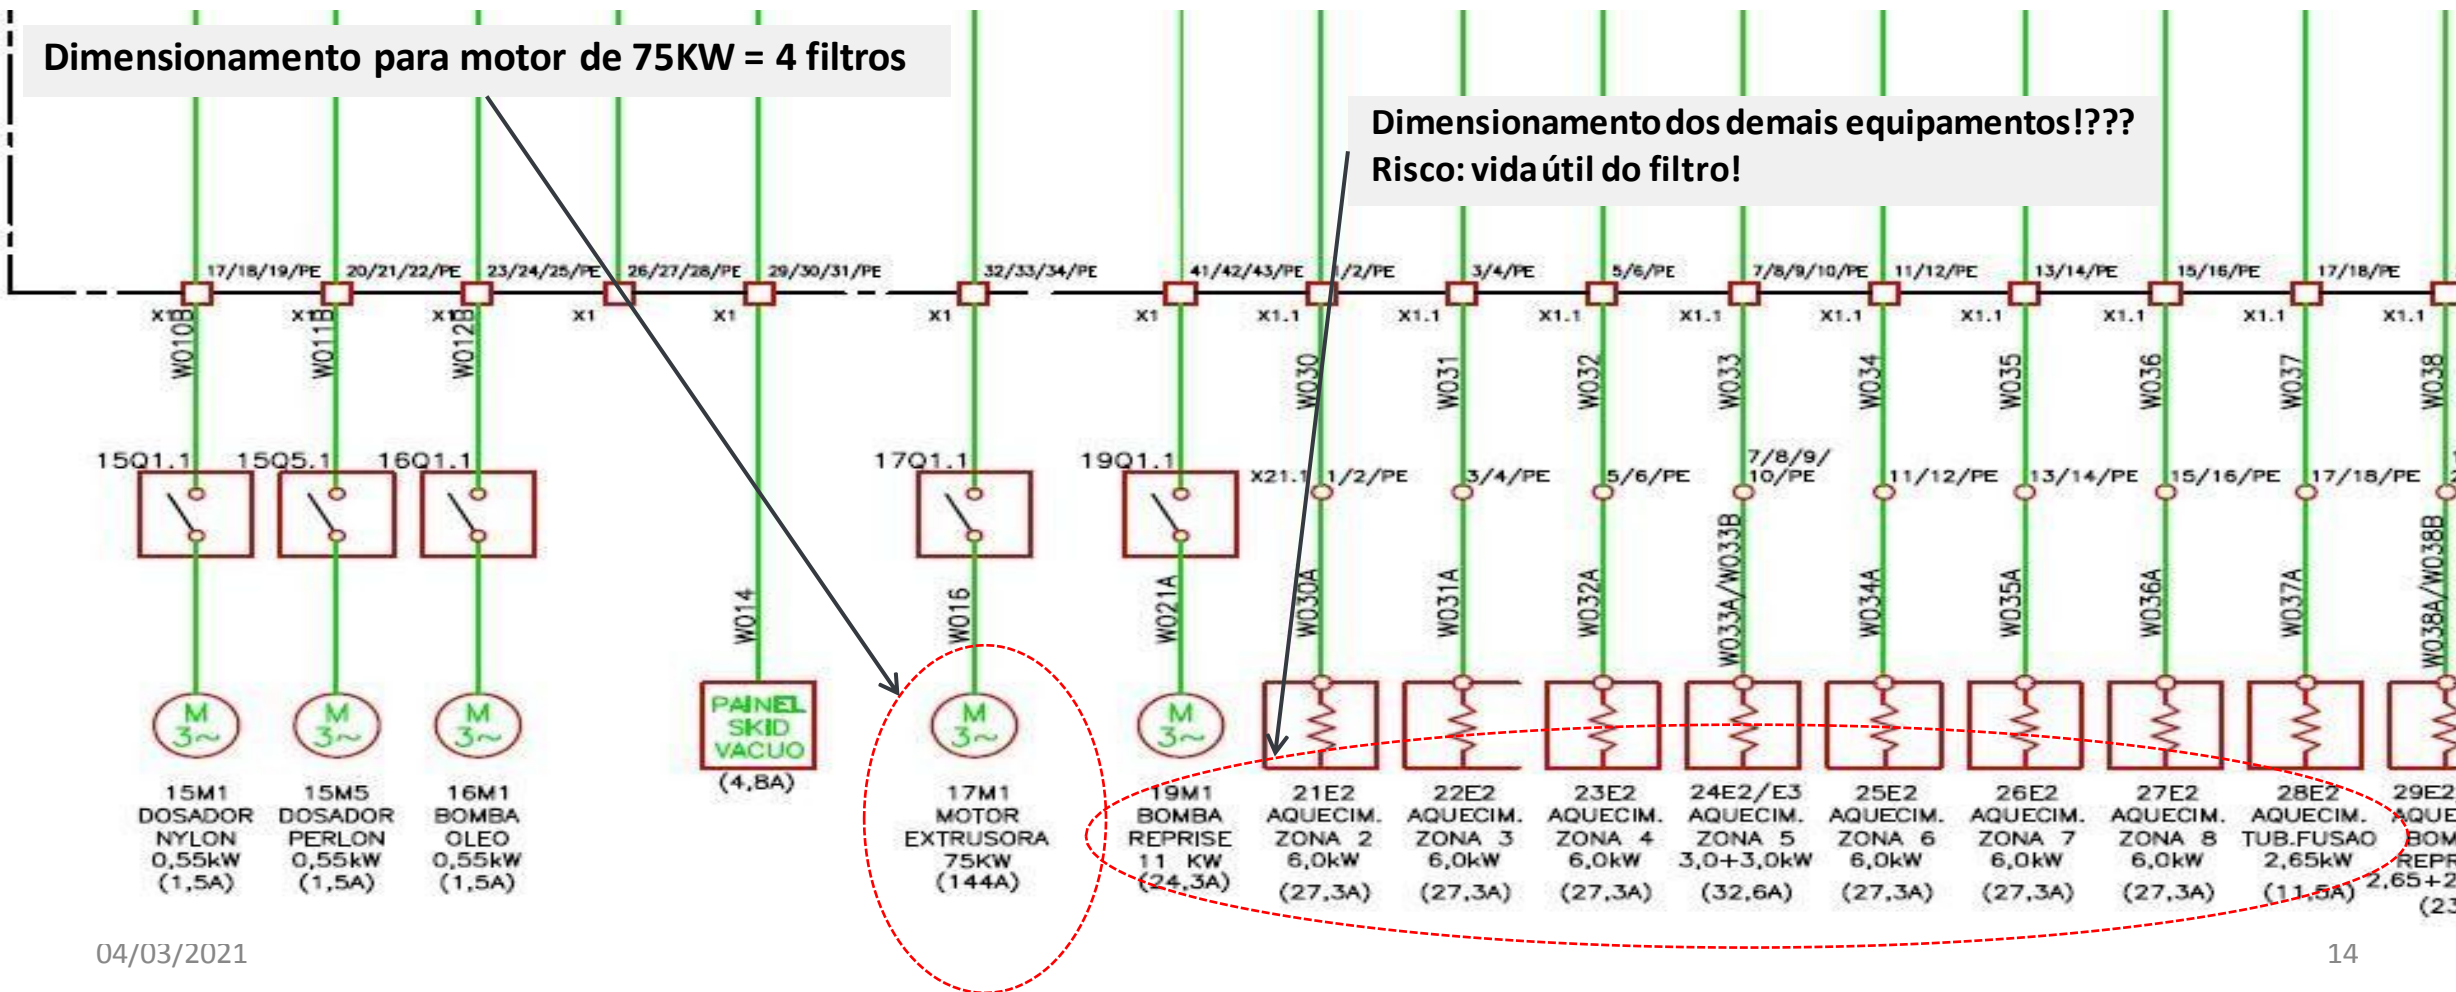 Dimensionamento para motor de 75KW = 4 filtros
Dimensionamento dos demais equipamentos!???
Risco: vida útil do filtro!
17/18/19/PE 20/21/22/PE 23/24/25/PE 26/27/28/PE 29/30/31/PE 32/33/34/PE 41/42/43/PE 1/2/PE 3/4/PE 5/6/PE 7/8/9/10/PE 11/12/PE 13/14/PE 15/16/PE 17/18/PE
X1 X1 X1 X1 X1 X1 X1 X1.1 X1.1 X1.1 X1.1 X1.1 X1.1 X1.1 X1.1 X1.1
W010B W011B W012B W030 W031 W032 W033 W034 W035 W036 W037 W038
15Q1.1 15Q5.1 16Q1.1 17Q1.1 19Q1.1 7/8/9/
X21.1 1/2/PE 3/4/PE 5/6/PE 10/PE 11/12/PE 13/14/PE 15/16/PE 17/18/PE
W014 W016 W021A W030A W031A W032A W033A/W033B W034A W035A W036A W037A W038A/W038B
M M M PAINEL M M
3~ 3~ 3~ SKID 3~ 3~
VACUO
(4,8A)
15M1 15M5 16M1 17M1 19M1 21E2 22E2 23E2 24E2/E3 25E2 26E2 27E2 28E2 29E2
DOSADOR DOSADOR BOMBA MOTOR BOMBA AQUECIM. AQUECIM. AQUECIM. AQUECIM. AQUECIM. AQUECIM. AQUECIM. AQUECIM. AQUE
NYLON PERLON OLEO EXTRUSORA REPRISE ZONA 2 ZONA 3 ZONA 4 ZONA 5 ZONA 6 ZONA 7 ZONA 8 TUB.FUSAO BOM
0,55kW 0,55kW 0,55kW 75KW 11 KW 6,0kW 6,0kW 6,0kW 3,0+3,0kW 6,0kW 6,0kW 6,0kW 2,65kW REPR
(1,5A) (1,5A) (1,5A) (144A) (24,3A) (27,3A) (27,3A) (27,3A) (32,6A) (27,3A) (27,3A) (27,3A) (11,5A) 2,65+2
(23
04/03/2021 14